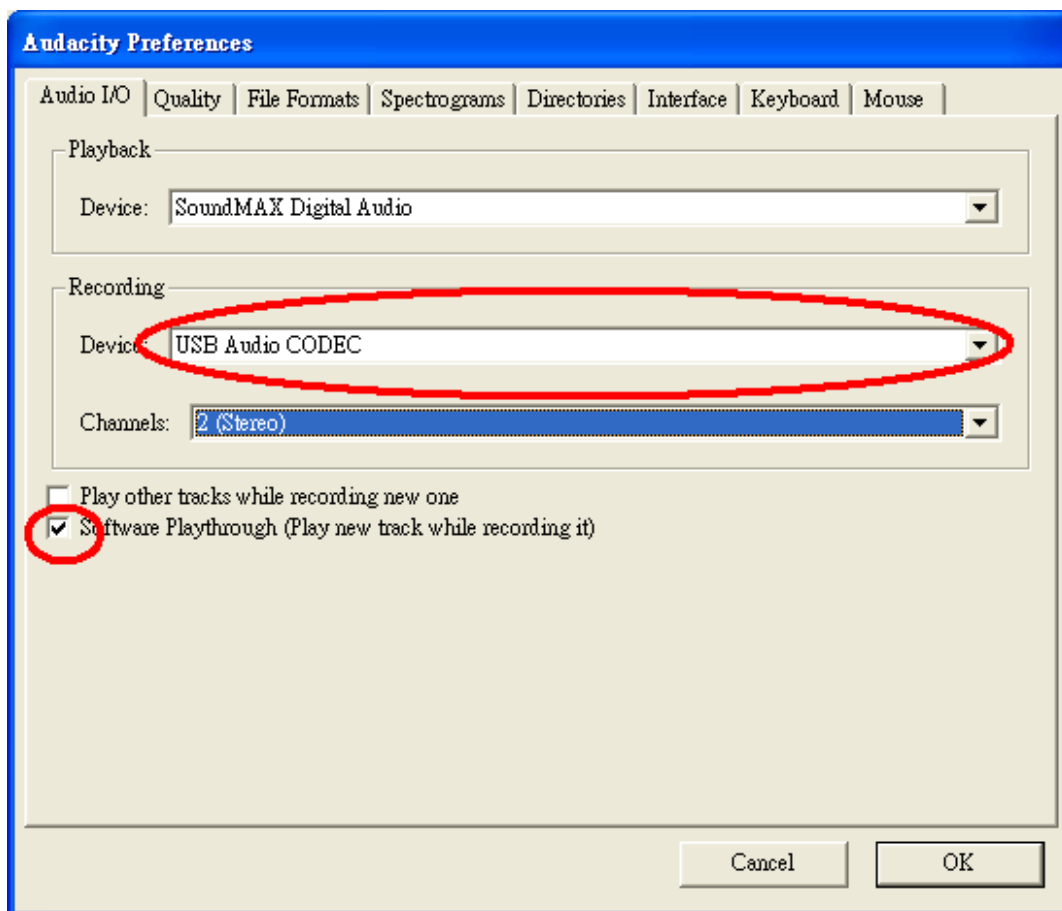 Audacity Preferences
Audio I/O Quality File Formats Spectrograms Directories Interface Keyboard Mouse
Playback
Device: SoundMAX Digital Audio
Recording
Device: USB Audio CODEC
Channels: 2 (Stereo)
Play other tracks while recording new one
Software Playthrough (Play new track while recording it)
Cancel OK